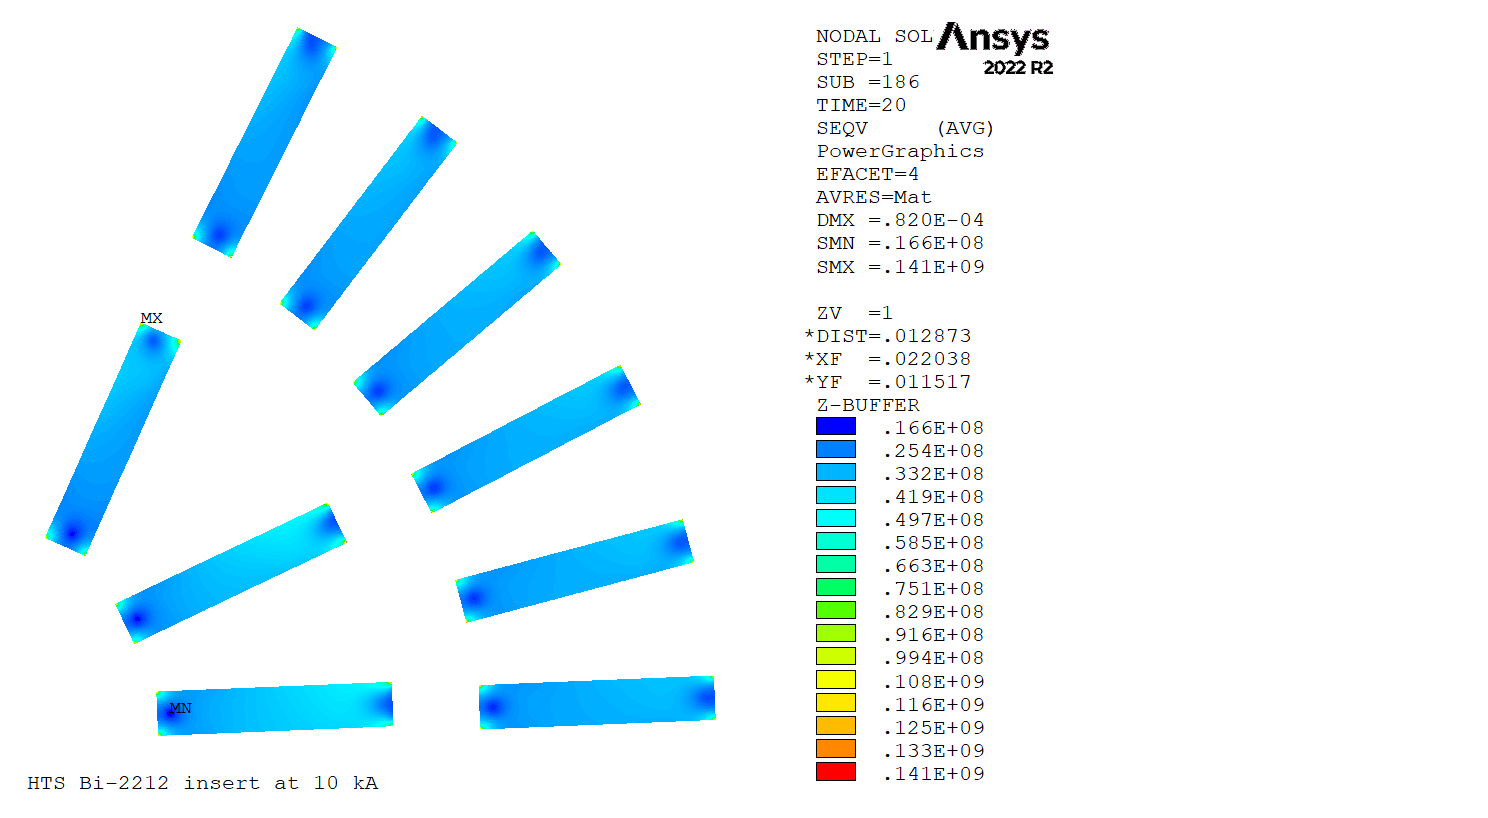 NODAL SOL
Ansys
2022 R2
STEP=1
SUB =186
TIME=20
SEQV (AVG)
PowerGraphics
EFACET=4
AVRES=Mat
DMX =.820E-04
SMN =.166E+08
SMX =.141E+09
ZV =1
*DIST=.012873
*XF =.022038
*YF =.011517
Z-BUFFER
.166E+08
.254E+08
.332E+08
.419E+08
.497E+08
.585E+08
.663E+08
.751E+08
.829E+08
.916E+08
.994E+08
.108E+09
.116E+09
.125E+09
.133E+09
.141E+09
MX
MN
HTS Bi-2212 insert at 10 kA